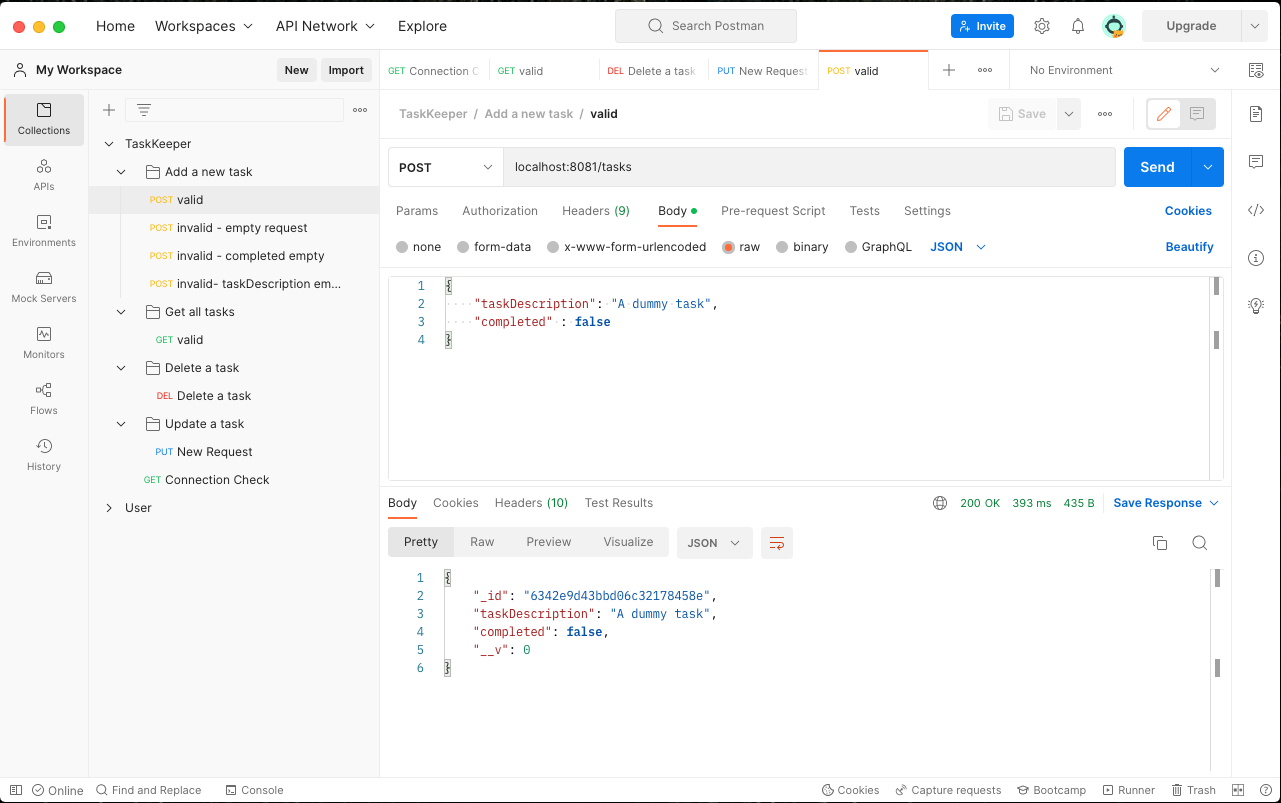 Home Workspaces API Network Explore Search Postman Invite Upgrade
My Workspace New Import
GET Connection C GET valid DEL Delete a task PUT New Request POST valid No Environment
Collections
APIs
Environments
Mock Servers
Monitors
Flows
History
TaskKeeper
Add a new task
POST valid
POST invalid - empty request
POST invalid - completed empty
POST invalid- taskDescription em...
Get all tasks
GET valid
Delete a task
DEL Delete a task
Update a task
PUT New Request
GET Connection Check
User
TaskKeeper / Add a new task / valid Save
POST localhost:8081/tasks Send
Params Authorization Headers (9) Body Pre-request Script Tests Settings Cookies
none form-data x-www-form-urlencoded raw binary GraphQL JSON Beautify
1 {
2 "taskDescription": "A dummy task",
3 "completed" : false
4 }
Body Cookies Headers (10) Test Results 200 OK 393 ms 435 B Save Response
Pretty Raw Preview Visualize JSON
1 {
2 "_id": "6342e9d43bbd06c32178458e",
3 "taskDescription": "A dummy task",
4 "completed": false,
5 "__v": 0
6 }
Online Find and Replace Console Cookies Capture requests Bootcamp Runner Trash